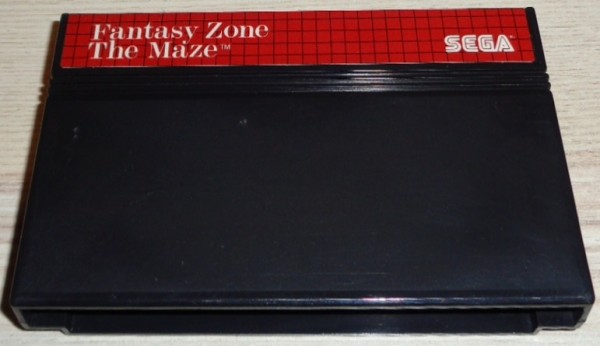 Fantasy Zone
The Maze™
SEGA